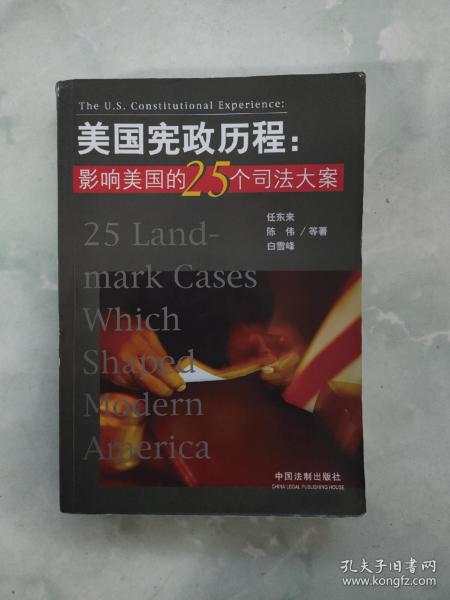 The U.S. Constitutional Experience:
美国宪政历程：
影响美国的25个司法大案
任东来
陈 伟 / 等著
白雪峰
25 Land-
mark Cases
Which
Shaped
Modern
America
中国法制出版社
CHINA LEGAL PUBLISHING HOUSE
孔夫子旧书网
www.kongfz.com